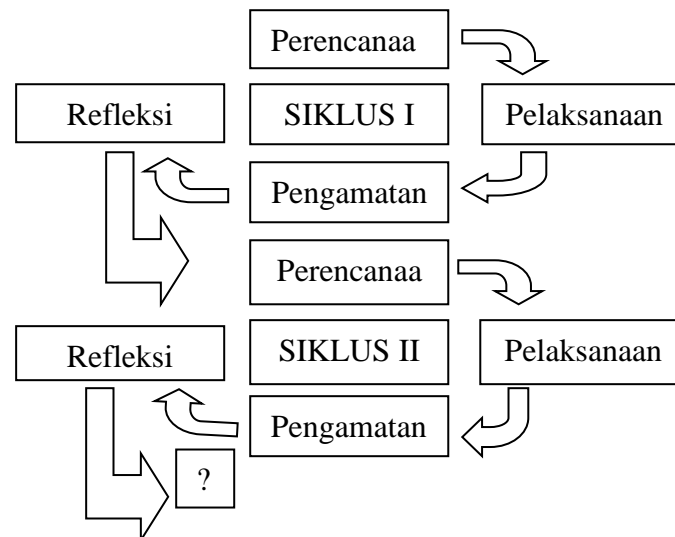 Perencanaa
Refleksi
SIKLUS I
Pelaksanaan
Pengamatan
Perencanaa
Refleksi
SIKLUS II
Pelaksanaan
Pengamatan
?